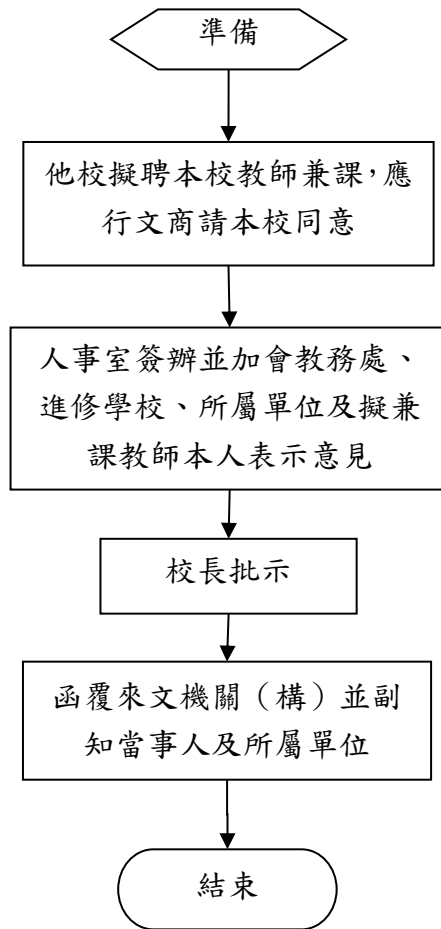 準備
他校擬聘本校教師兼課，應
行文商請本校同意
人事室簽辦並加會教務處、
進修學校、所屬單位及擬兼
課教師本人表示意見
校長批示
函覆來文機關（構）並副
知當事人及所屬單位
結束